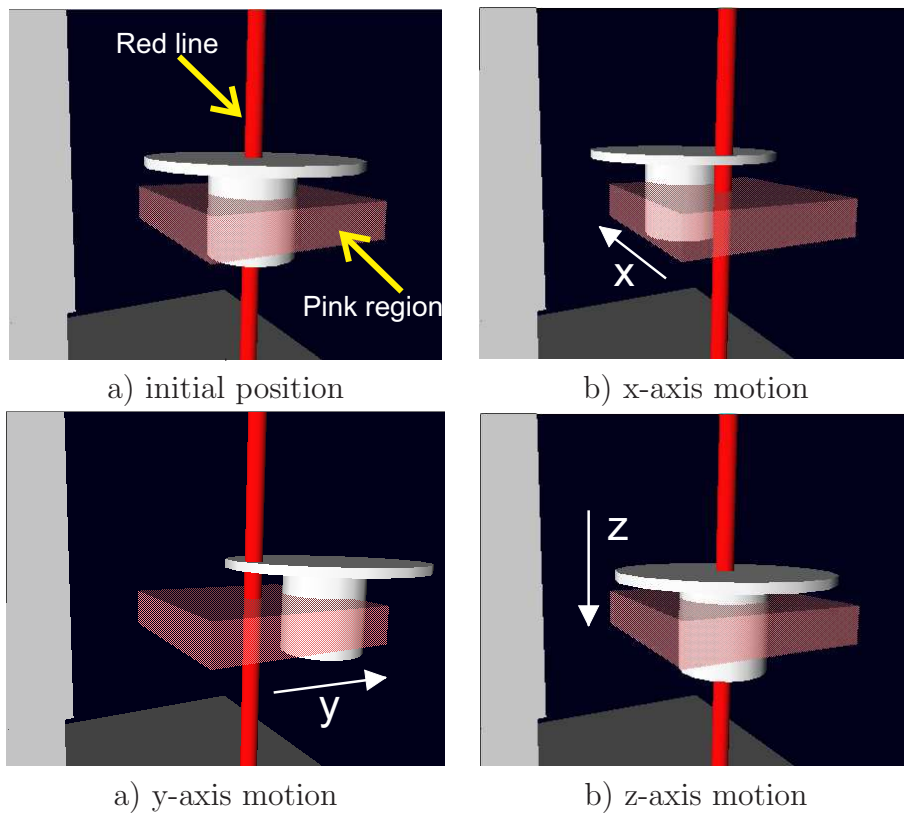 Red line
Pink region
a) initial position
x
b) x-axis motion
y
a) y-axis motion
z
b) z-axis motion